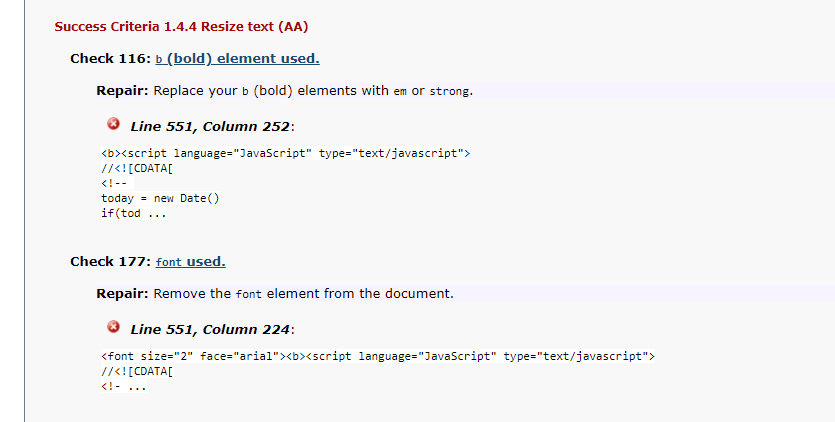 Success Criteria 1.4.4 Resize text (AA)
Check 116: b (bold) element used.
Repair: Replace your b (bold) elements with em or strong.
Line 551, Column 252:
<b><script language="JavaScript" type="text/javascript">
//<![CDATA[
<!--
today = new Date()
if(tod ...
Check 177: font used.
Repair: Remove the font element from the document.
Line 551, Column 224:
<font size="2" face="arial"><b><script language="JavaScript" type="text/javascript">
//<![CDATA[
<!- ...